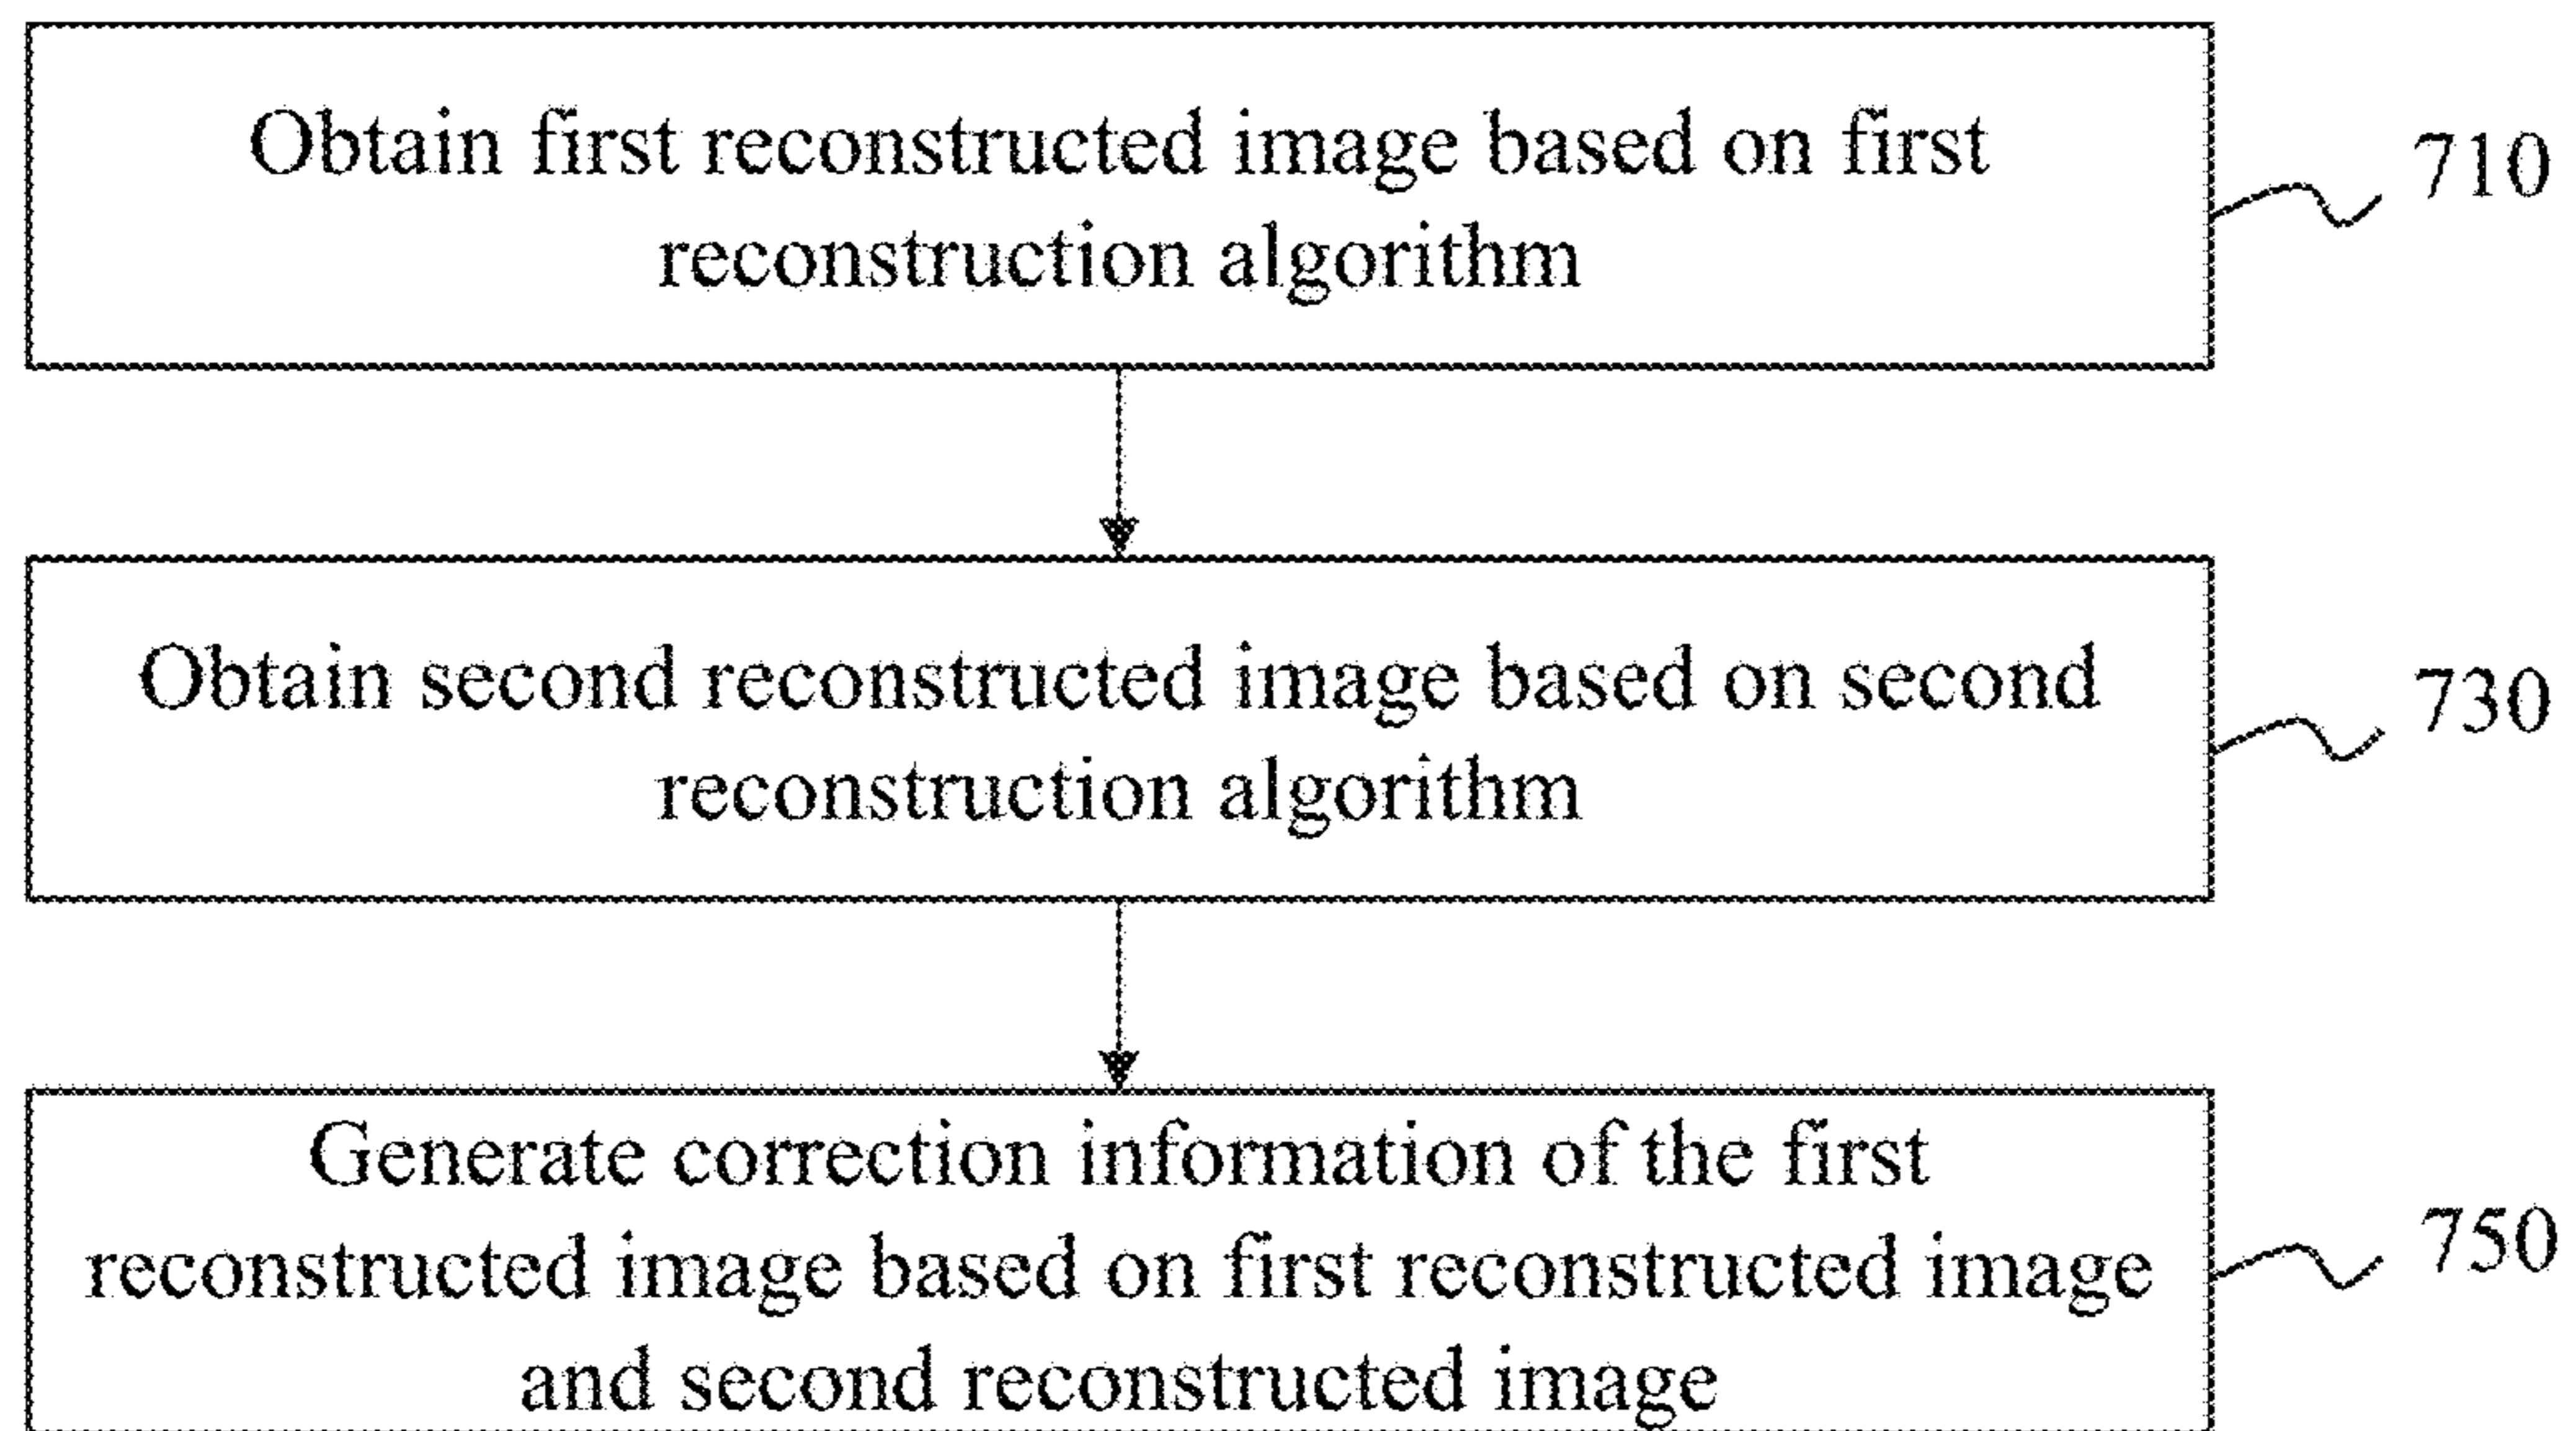 Obtain first reconstructed image based on first
reconstruction algorithm
710
Obtain second reconstructed image based on second
reconstruction algorithm
730
Generate correction information of the first
reconstructed image based on first reconstructed image
and second reconstructed image
750